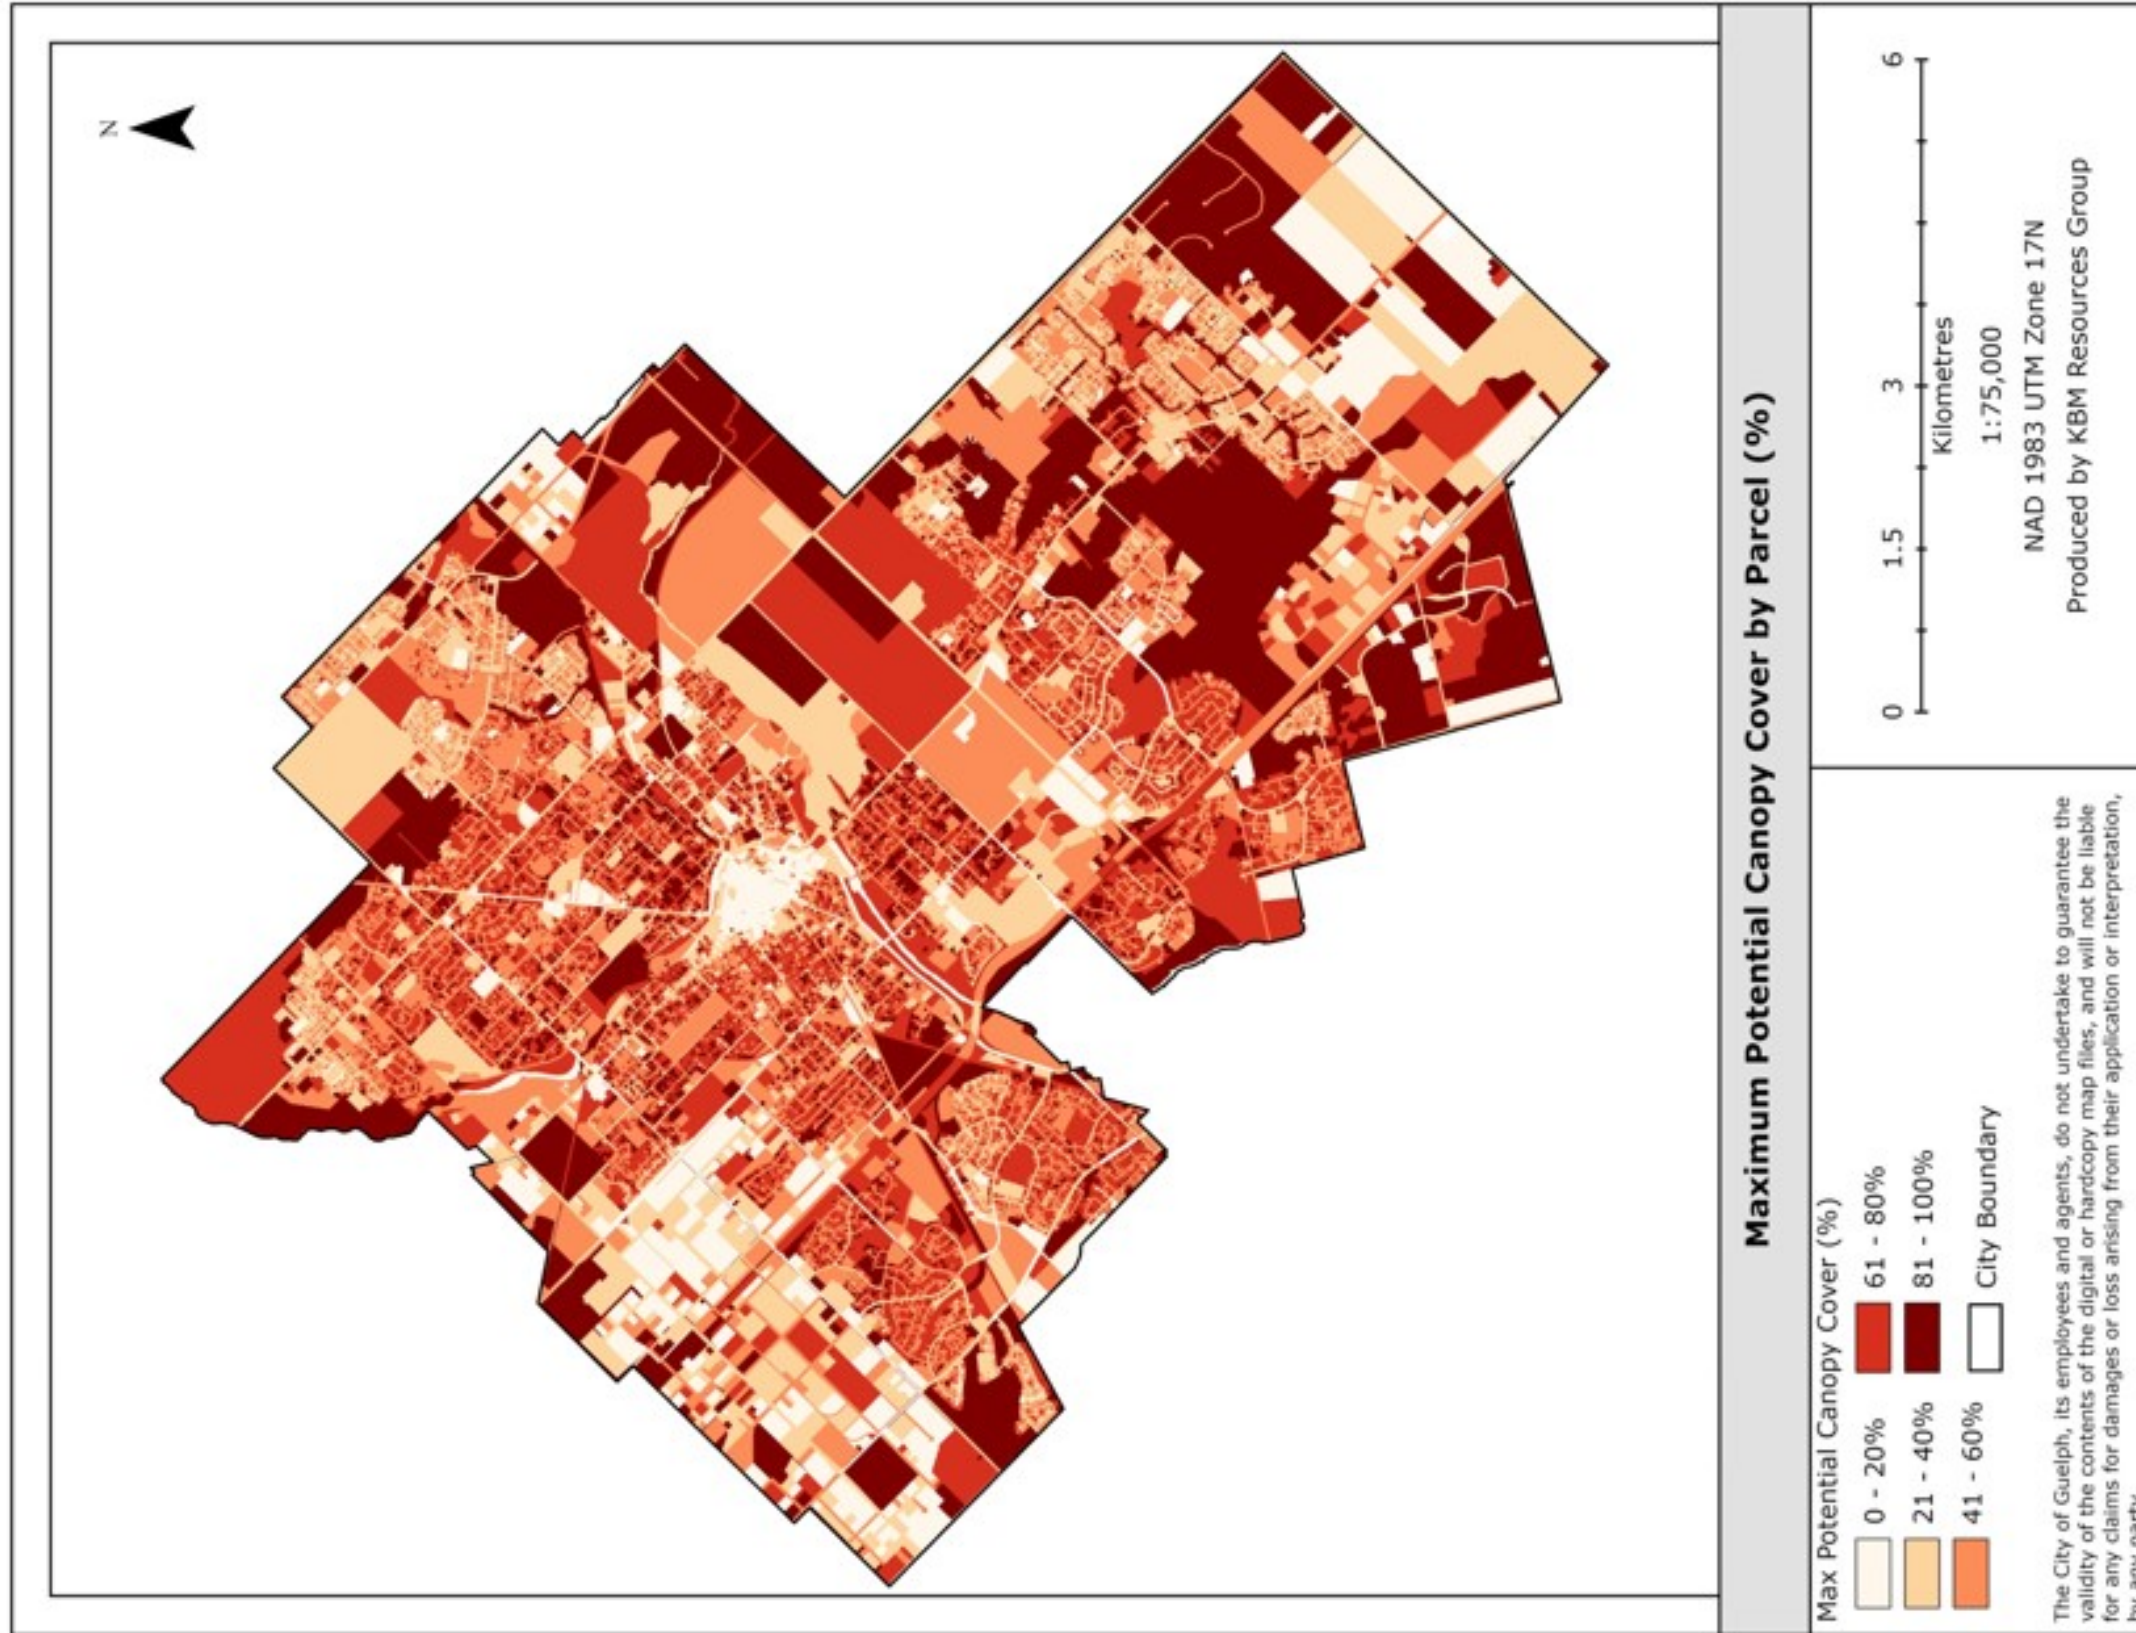 N
Maximum Potential Canopy Cover by Parcel (%)
Max Potential Canopy Cover (%)
0 - 20%
21 - 40%
41 - 60%
61 - 80%
81 - 100%
City Boundary
The City of Guelph, its employees and agents, do not undertake to guarantee the
validity of the contents of the digital or hardcopy map files, and will not be liable
for any claims for damages or loss arising from their application or interpretation,
by any party
0 1.5 3 6
Kilometres
1:75,000
NAD 1983 UTM Zone 17N
Produced by KBM Resources Group